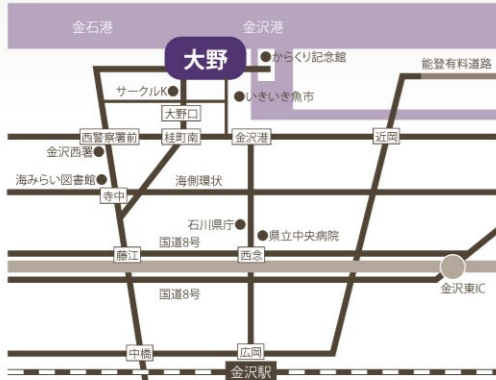 金石港
金沢港
大野
からくり記念館
能登有料道路
サークルK
いきいき魚市
大野口
西警察署前
桂町南
金沢港
近岡
金沢西署
海みらい図書館
海側環状
寺中
石川県庁
県立中央病院
国道8号
藤江
西念
国道8号
金沢東IC
中橋
広岡
金沢駅